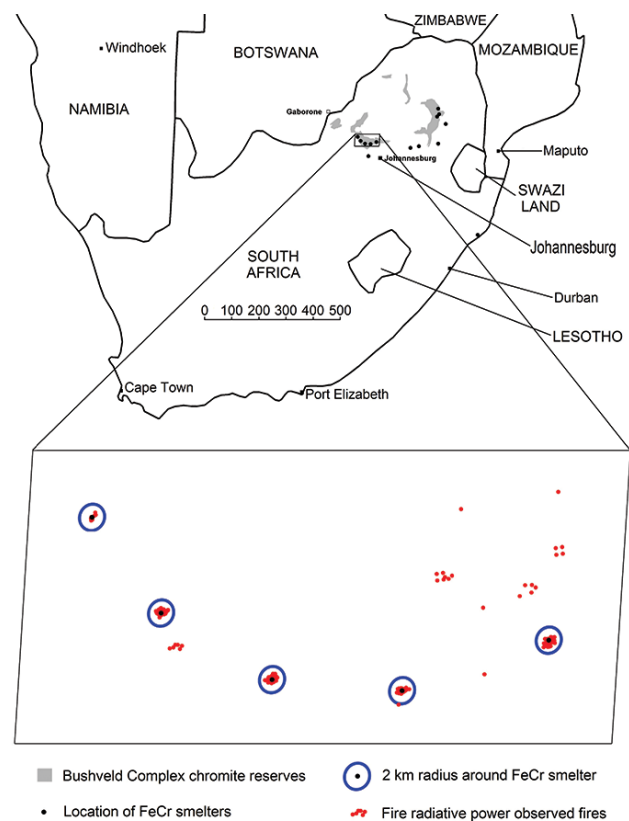 ZIMBABWE
Windhoek
BOTSWANA
MOZAMBIQUE
NAMIBIA
Gaborone
Maputo
Johannesburg
SWAZI
LAND
Johannesburg
SOUTH
AFRICA
0 100 200 300 400 500
Durban
LESOTHO
Cape Town
Port Elizabeth
Bushveld Complex chromite reserves
2 km radius around FeCr smelter
Location of FeCr smelters
Fire radiative power observed fires